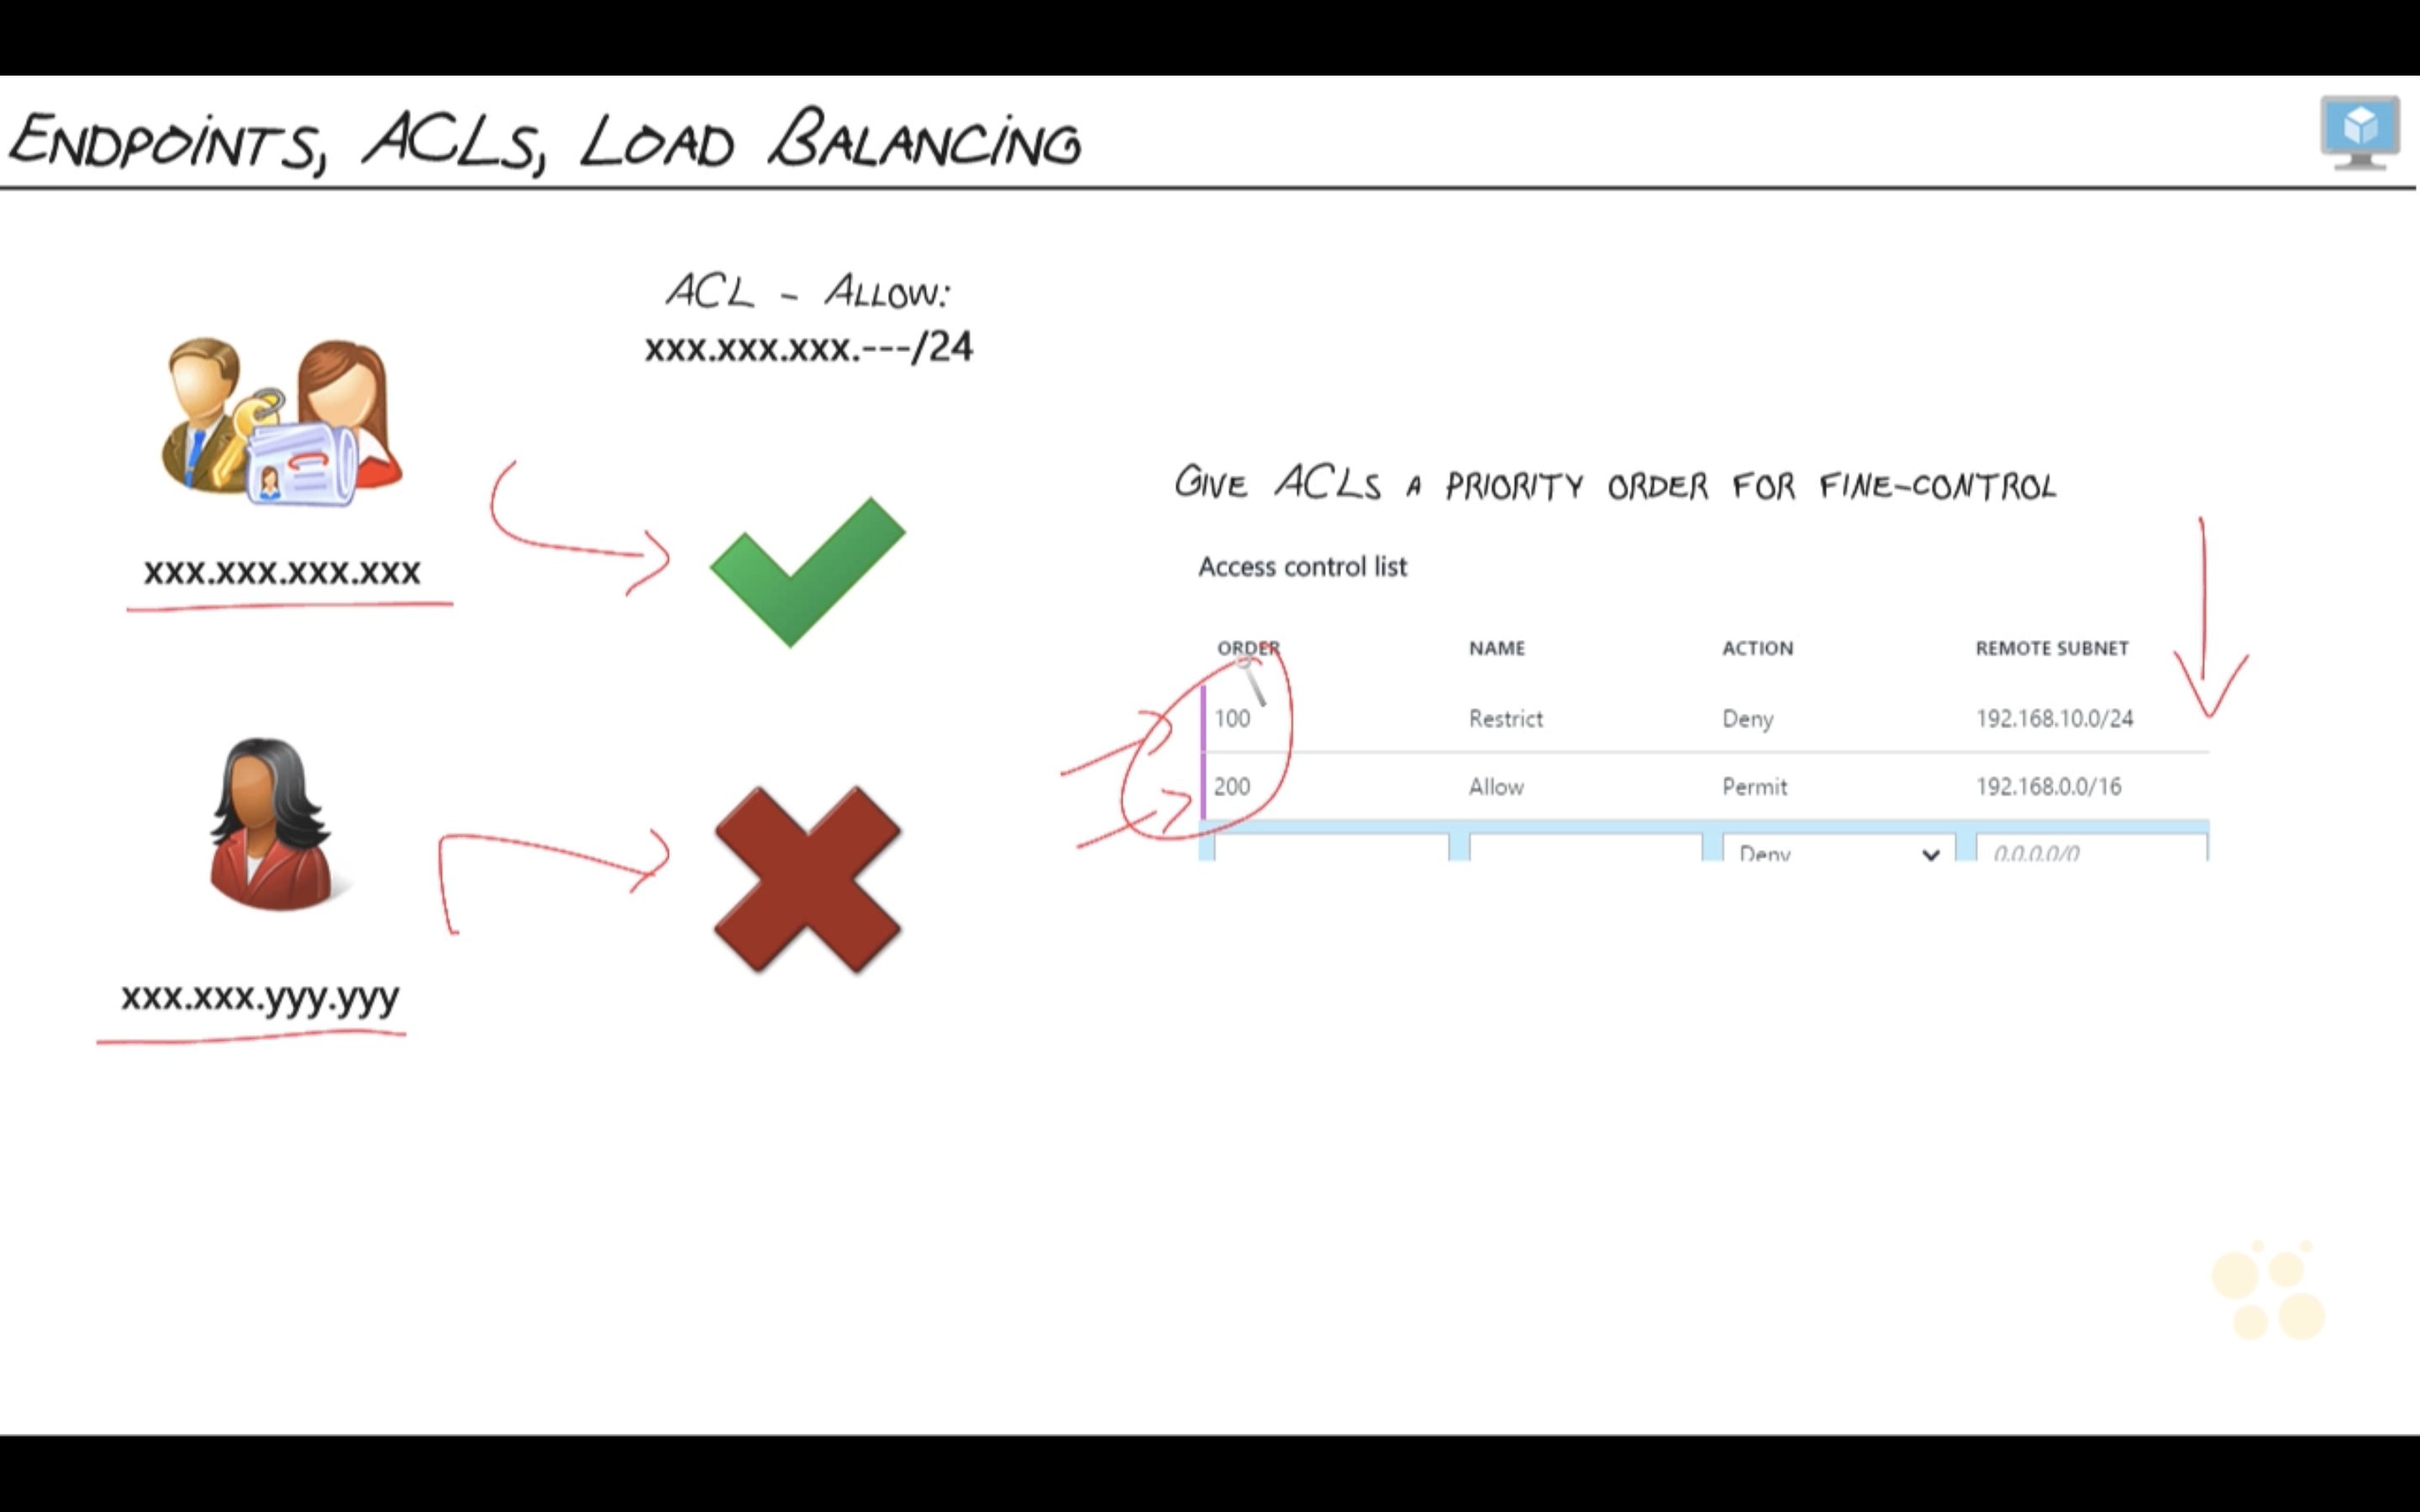 ENDPOINTS, ACLS, LOAD BALANCING
ACL - ALLOW:
xxx.xxx.xxx.---/24
xxx.xxx.xxx.xxx
xxx.xxx.yyy.yyy
GIVE ACLS A PRIORITY ORDER FOR FINE-CONTROL
Access control list
ORDER NAME ACTION REMOTE SUBNET
100 Restrict Deny 192.168.10.0/24
200 Allow Permit 192.168.0.0/16
Deny 0.0.0.0/0